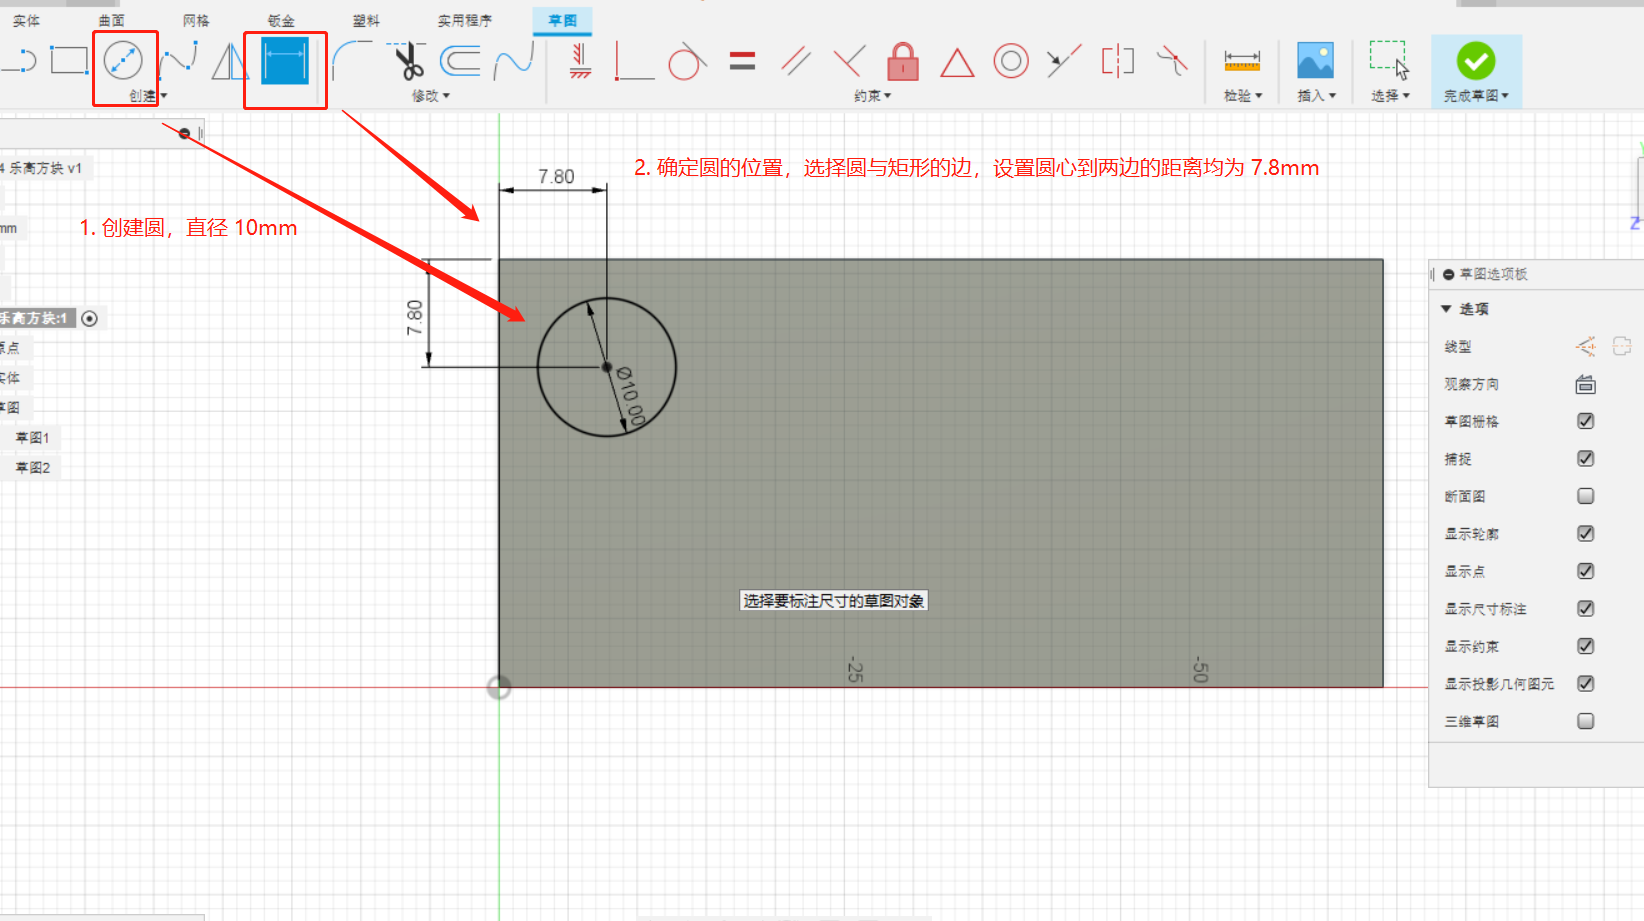 实体 曲面 网格 钣金 塑料 实用程序 草图
创建▾ 修改▾ 约束▾ 检验▾ 插入▾ 选择▾ 完成草图▾
4 乐高方块 v1
mm
乐高方块:1
原点
实体
草图
草图1
草图2
1. 创建圆，直径 10mm
2. 确定圆的位置，选择圆与矩形的边，设置圆心到两边的距离均为 7.8mm
7.80
7.80
Ø10.00
选择要标注尺寸的草图对象
-25
-50
Z
草图选项板
▼ 选项
线型
观察方向
草图栅格
捕捉
断面图
显示轮廓
显示点
显示尺寸标注
显示约束
显示投影几何图元
三维草图